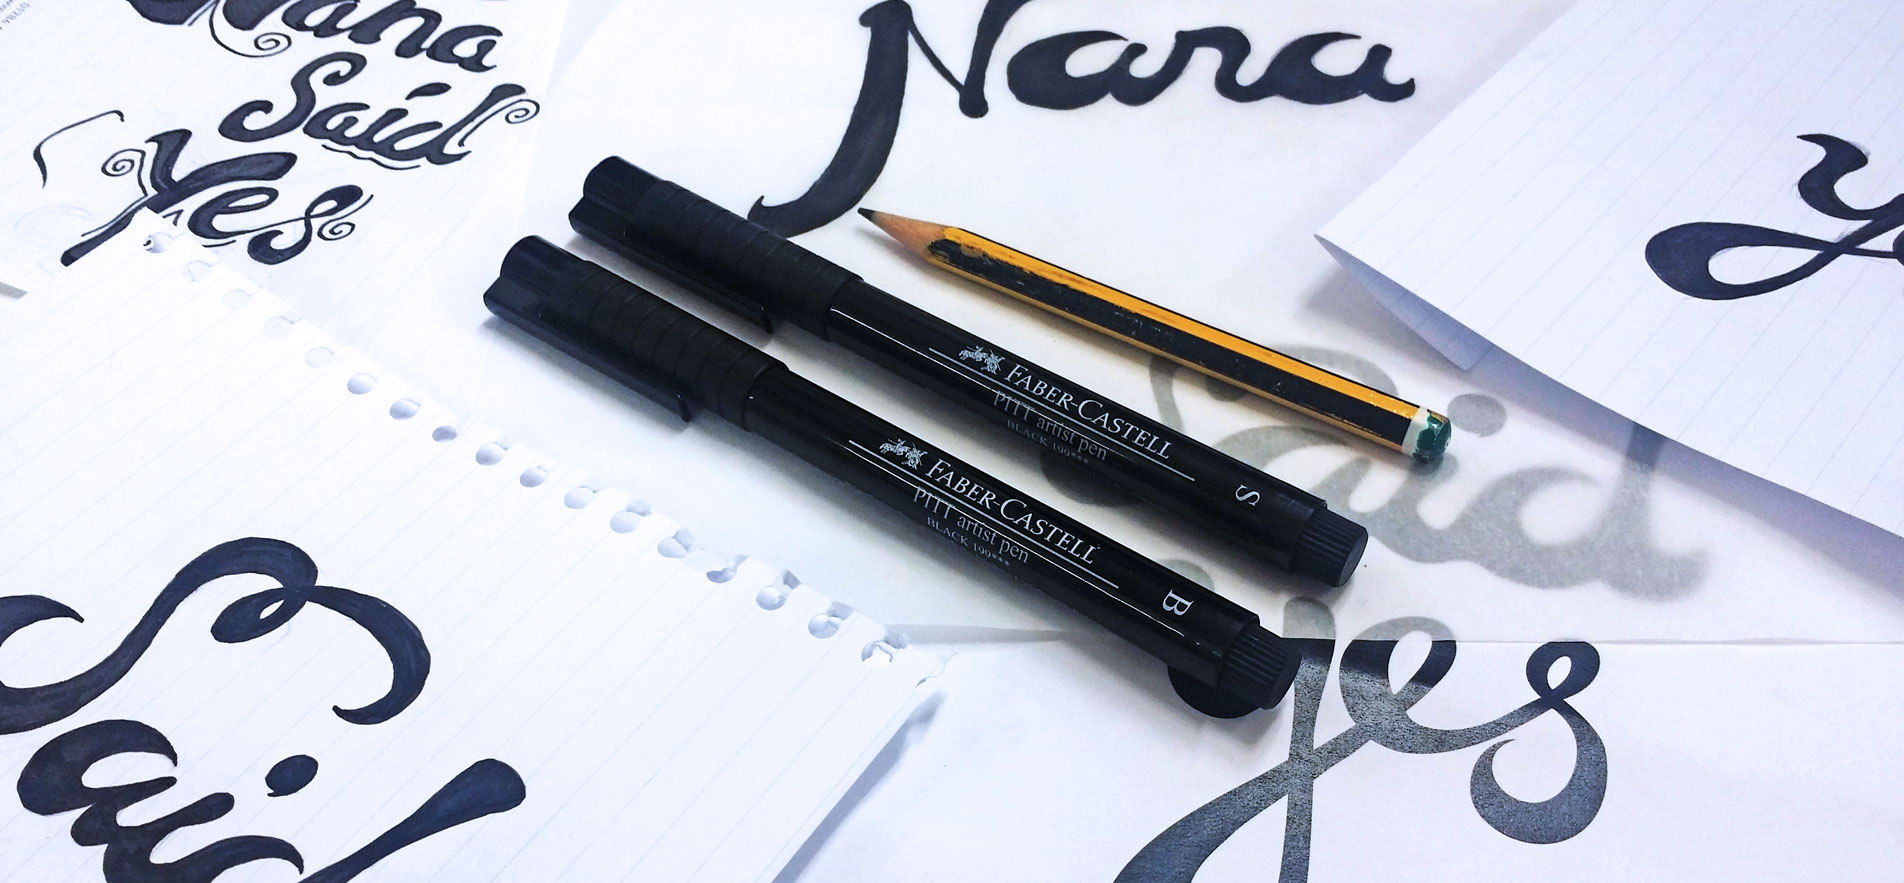 Nana
Said
Yes
Nara
FABER-CASTELL
PITT artist pen
BLACK 199***
S
FABER-CASTELL
PITT artist pen
BLACK 199***
B
Said
yes
Said